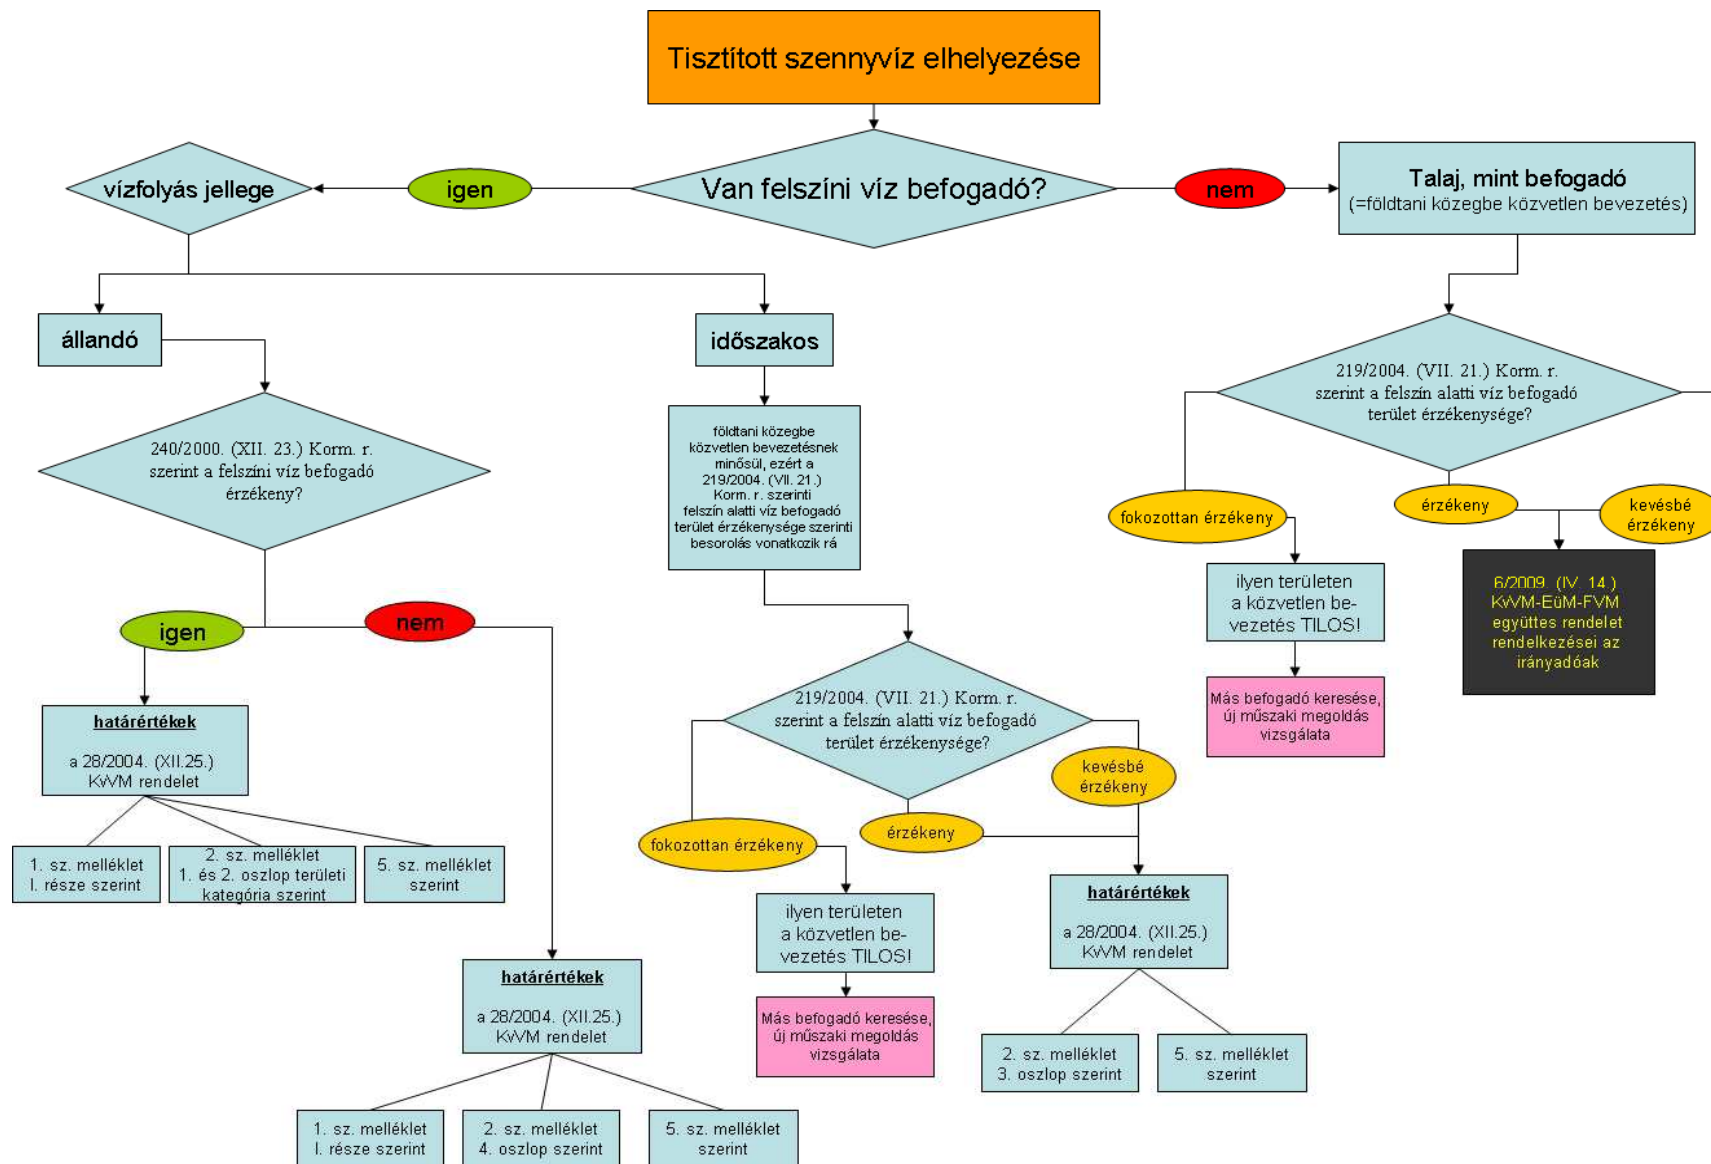 Tisztított szennyvíz elhelyezése
Van felszíni víz befogadó?
igen
nem
vízfolyás jellege
Talaj, mint befogadó
(=földtani közegbe közvetlen bevezetés)
állandó
időszakos
240/2000. (XII. 23.) Korm. r.
szerint a felszíni víz befogadó
érzékeny?
földtani közegbe
közvetlen bevezetésnek
minősül, ezért a
219/2004. (VII. 21.)
Korm. r. szerinti
felszín alatti víz befogadó
terület érzékenysége szerinti
besorolás vonatkozik rá
219/2004. (VII. 21.) Korm. r.
szerint a felszín alatti víz befogadó
terület érzékenysége?
fokozottan érzékeny
érzékeny
kevésbé
érzékeny
ilyen területen
a közvetlen be-
vezetés TILOS!
Más befogadó keresése,
új műszaki megoldás
vizsgálata
6/2009. (IV. 14.)
KvVM-EüM-FVM
együttes rendelet
rendelkezései az
irányadóak
igen
nem
határértékek
a 28/2004. (XII.25.)
KvVM rendelet
1. sz. melléklet
I. része szerint
2. sz. melléklet
1. és 2. oszlop területi
kategória szerint
5. sz. melléklet
szerint
határértékek
a 28/2004. (XII.25.)
KvVM rendelet
1. sz. melléklet
I. része szerint
2. sz. melléklet
4. oszlop szerint
5. sz. melléklet
szerint
219/2004. (VII. 21.) Korm. r.
szerint a felszín alatti víz befogadó
terület érzékenysége?
fokozottan érzékeny
érzékeny
kevésbé
érzékeny
ilyen területen
a közvetlen be-
vezetés TILOS!
Más befogadó keresése,
új műszaki megoldás
vizsgálata
határértékek
a 28/2004. (XII.25.)
KvVM rendelet
2. sz. melléklet
3. oszlop szerint
5. sz. melléklet
szerint